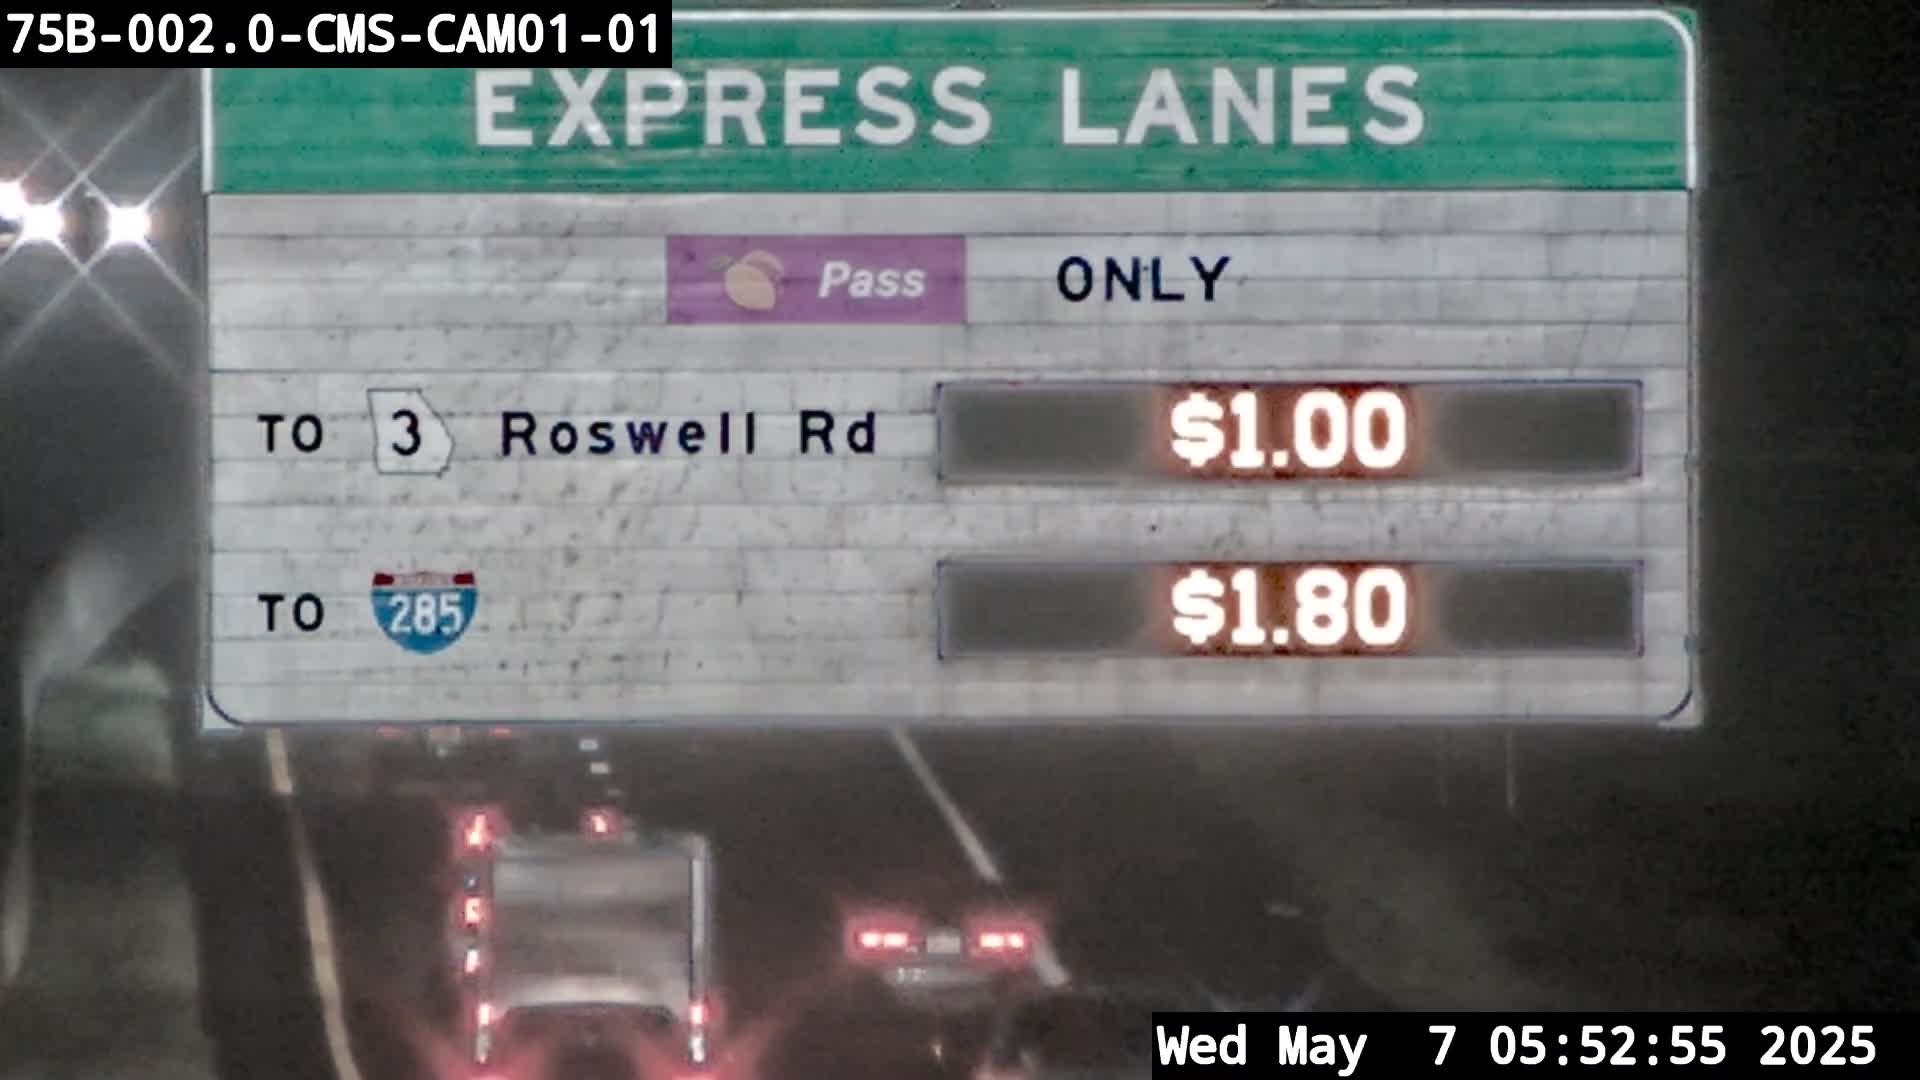 75B-002.0-CMS-CAM01-01
EXPRESS LANES
Pass ONLY
TO 3 Roswell Rd $1.00
TO 285 $1.80
Wed May 7 05:52:55 2025